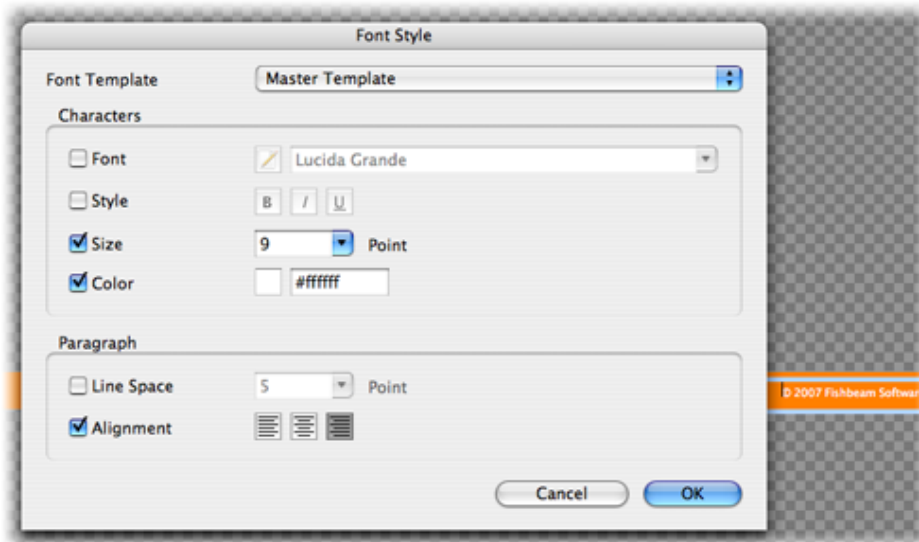 Font Style
Font Template Master Template
Characters
Font Lucida Grande
Style B I U
Size 9 Point
Color #ffffff
Paragraph
Line Space 5 Point
Alignment
© 2007 Fishbeam Softwar
Cancel OK